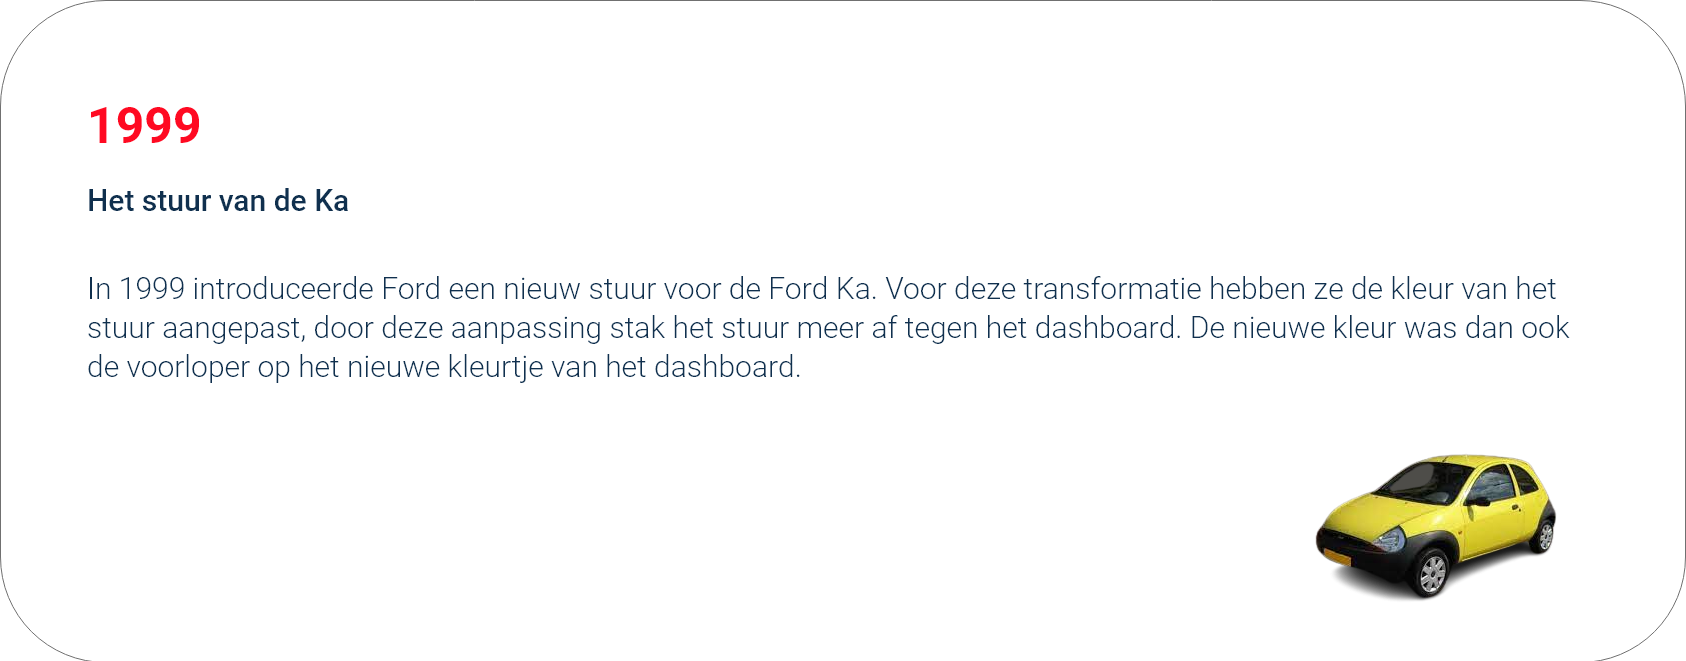 1999
Het stuur van de Ka
In 1999 introduceerde Ford een nieuw stuur voor de Ford Ka. Voor deze transformatie hebben ze de kleur van het
stuur aangepast, door deze aanpassing stak het stuur meer af tegen het dashboard. De nieuwe kleur was dan ook
de voorloper op het nieuwe kleurtje van het dashboard.